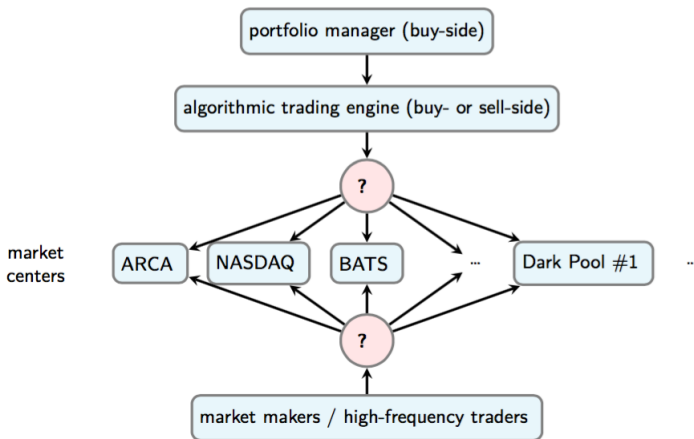 portfolio manager (buy-side)
algorithmic trading engine (buy- or sell-side)
?
market
centers
ARCA
NASDAQ
BATS
...
Dark Pool #1
..
?
market makers / high-frequency traders